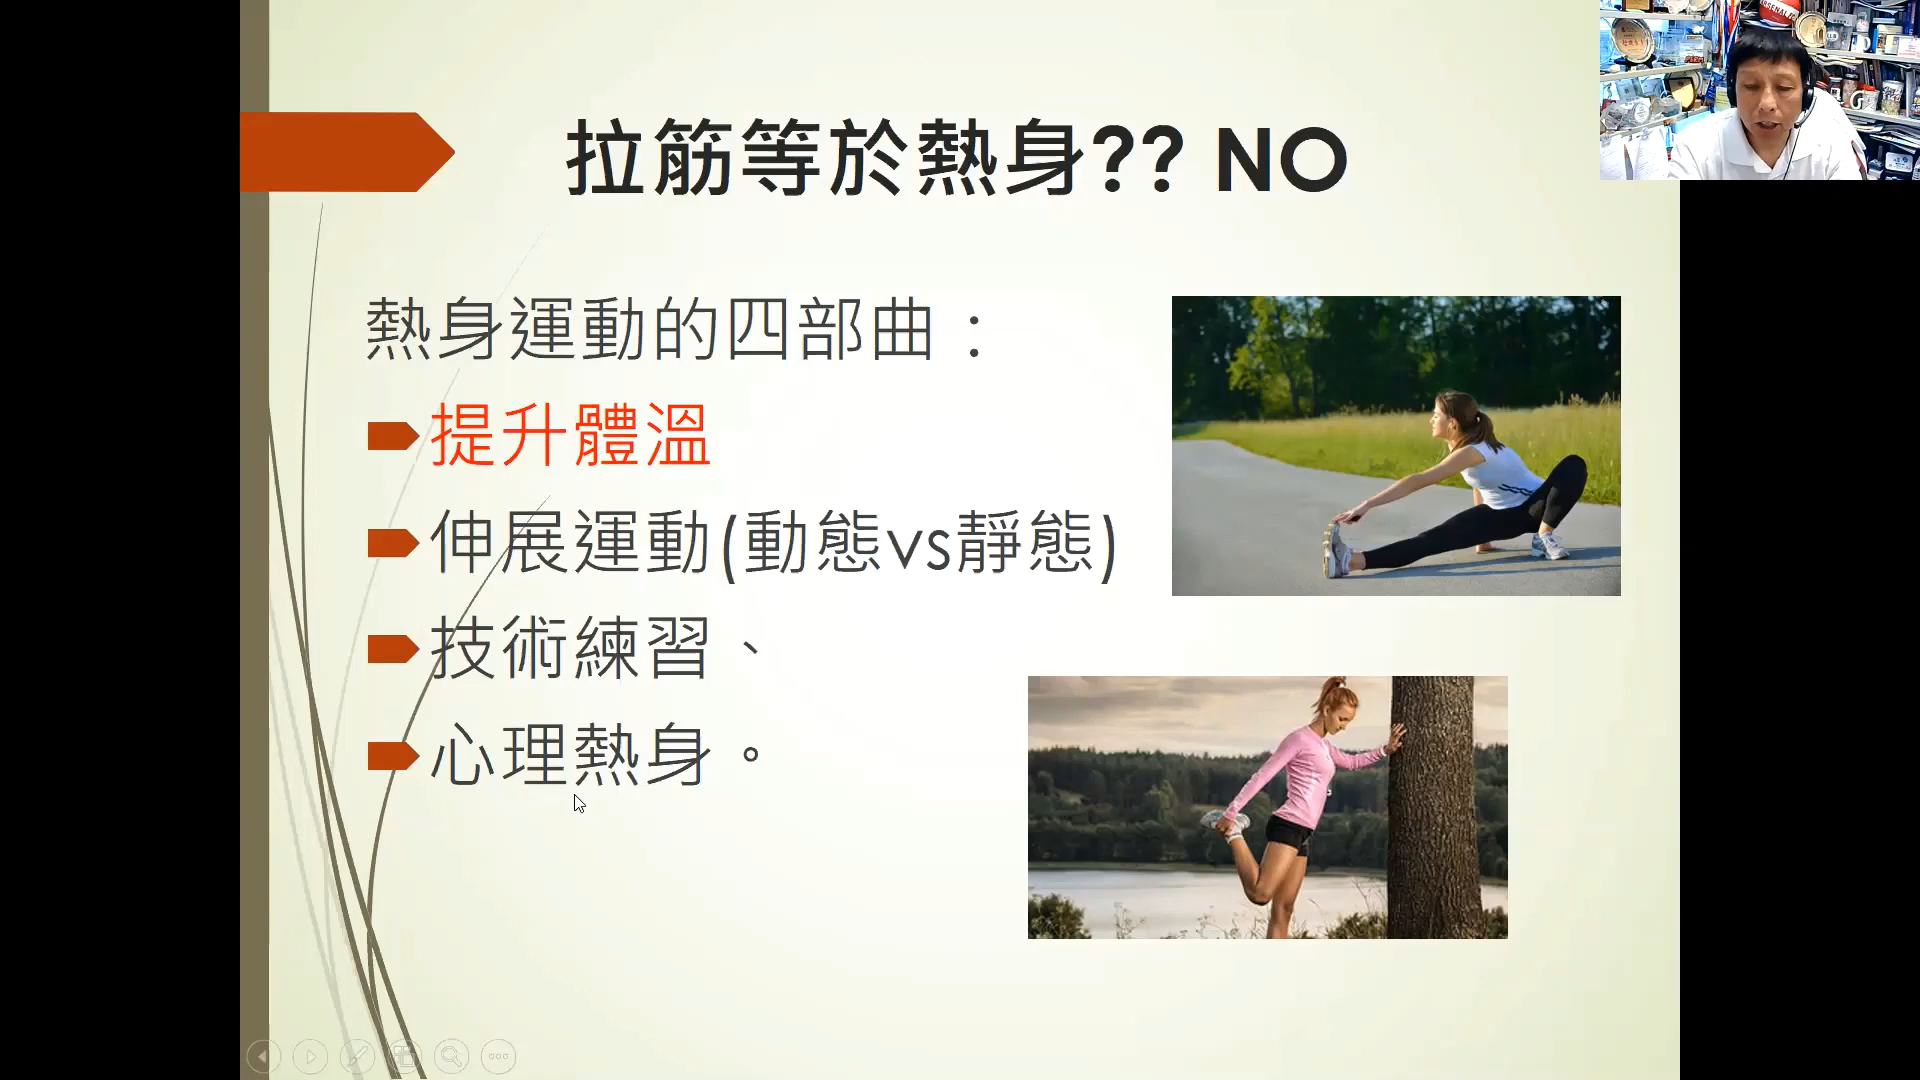 拉筋等於熱身?? NO
熱身運動的四部曲：
提升體溫
伸展運動(動態vs靜態)
技術練習、
心理熱身。